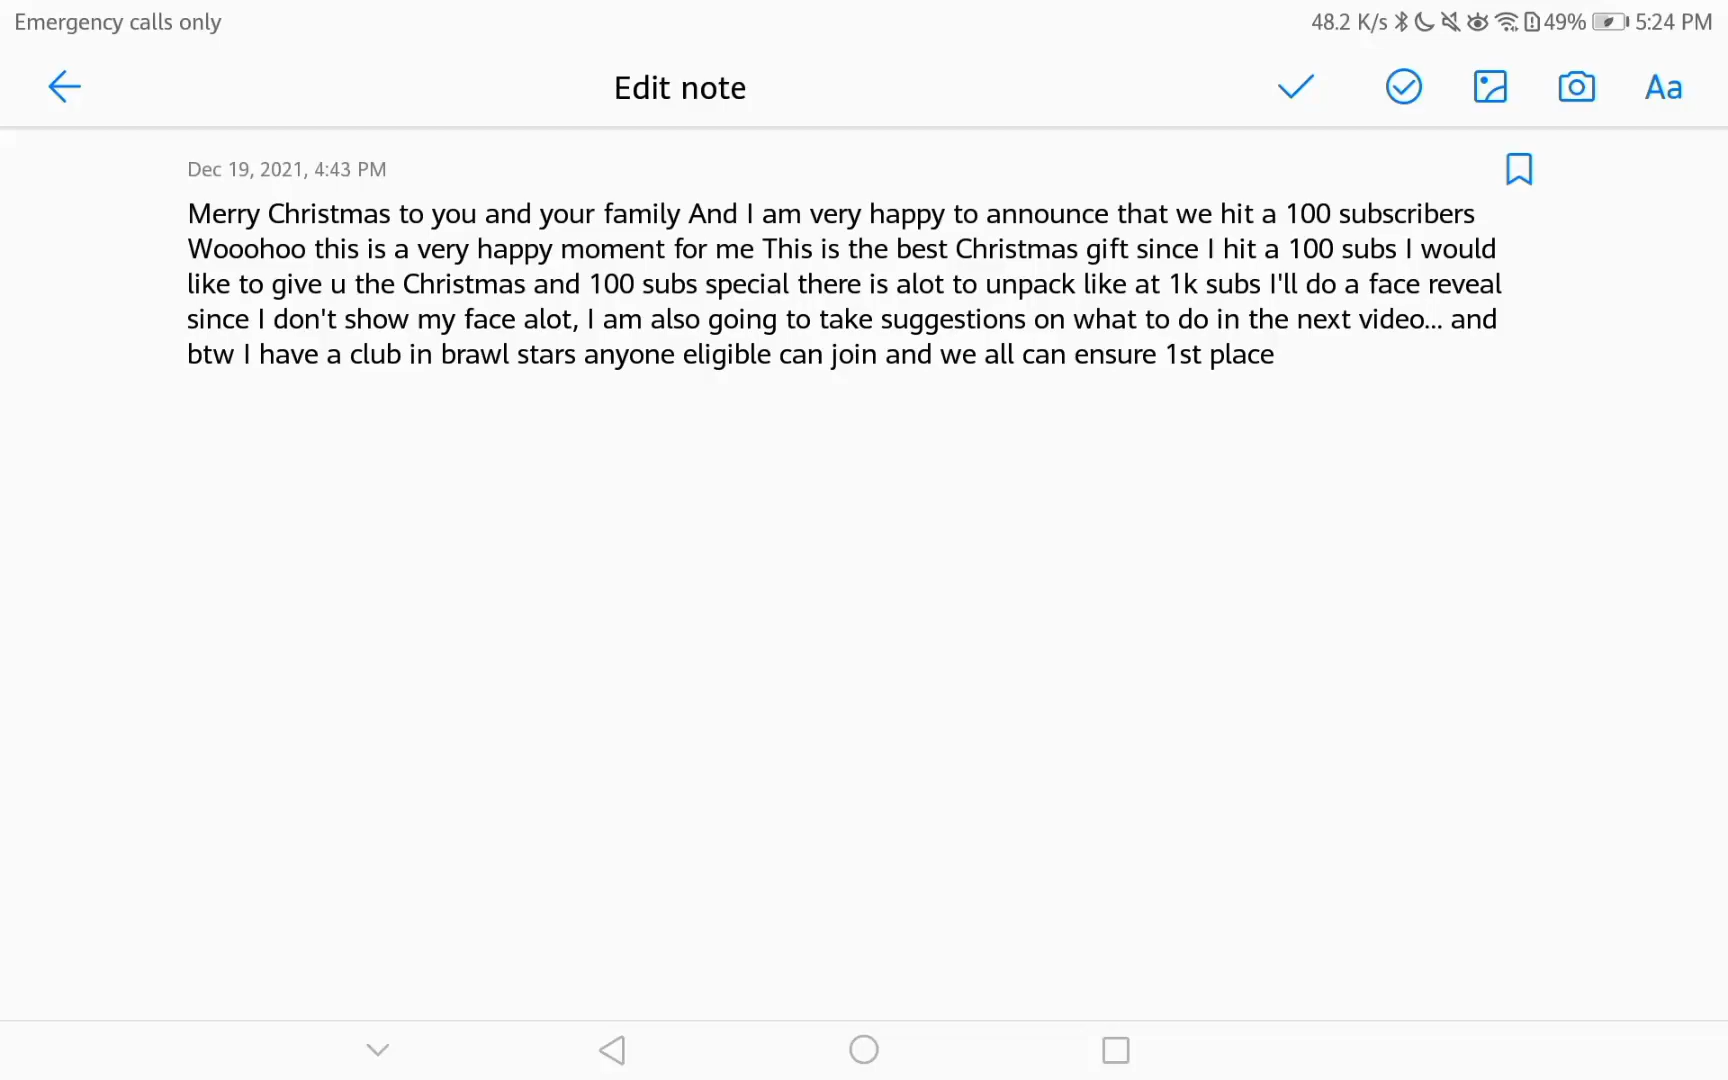 Emergency calls only
48.2 K/s 49% 5:24 PM
Edit note
Aa
Dec 19, 2021, 4:43 PM
Merry Christmas to you and your family And I am very happy to announce that we hit a 100 subscribers
Wooohoo this is a very happy moment for me This is the best Christmas gift since I hit a 100 subs I would
like to give u the Christmas and 100 subs special there is alot to unpack like at 1k subs I'll do a face reveal
since I don't show my face alot, I am also going to take suggestions on what to do in the next video... and
btw I have a club in brawl stars anyone eligible can join and we all can ensure 1st place